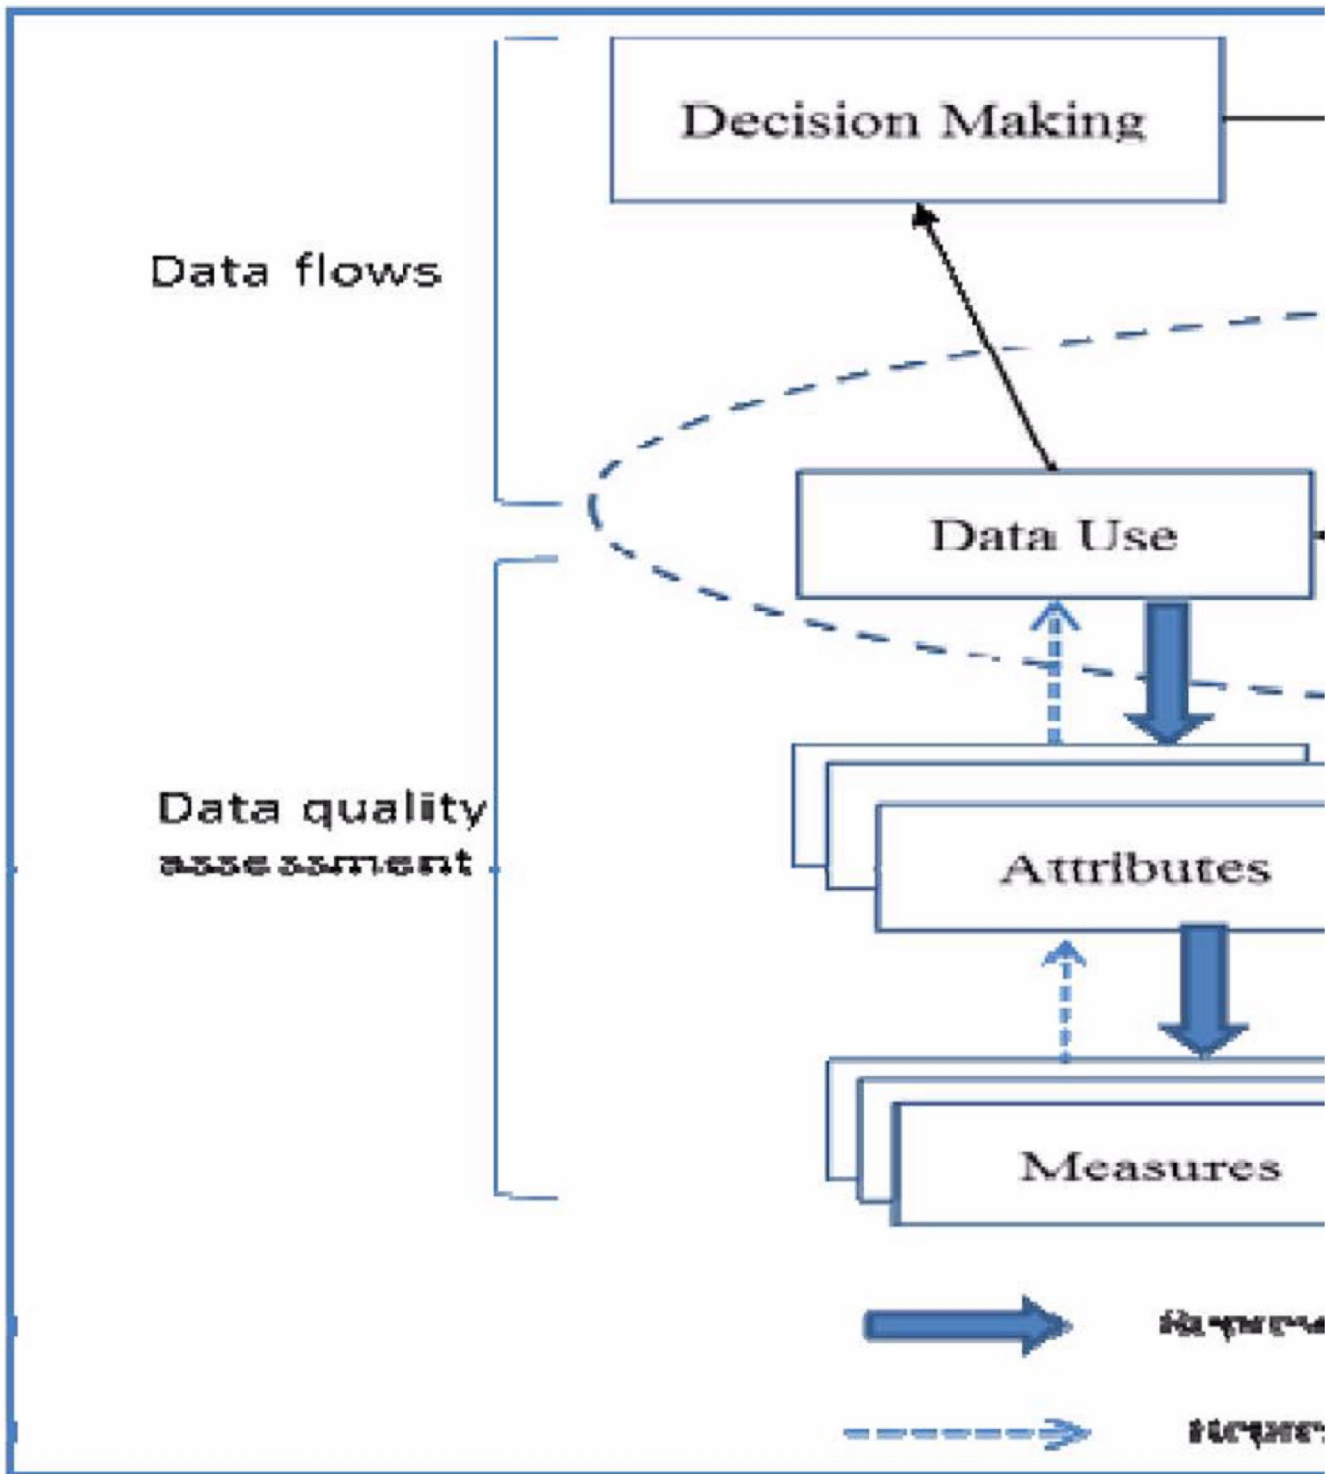 Decision Making
Data flows
Data Use
Data quality
assessment
Attributes
Measures